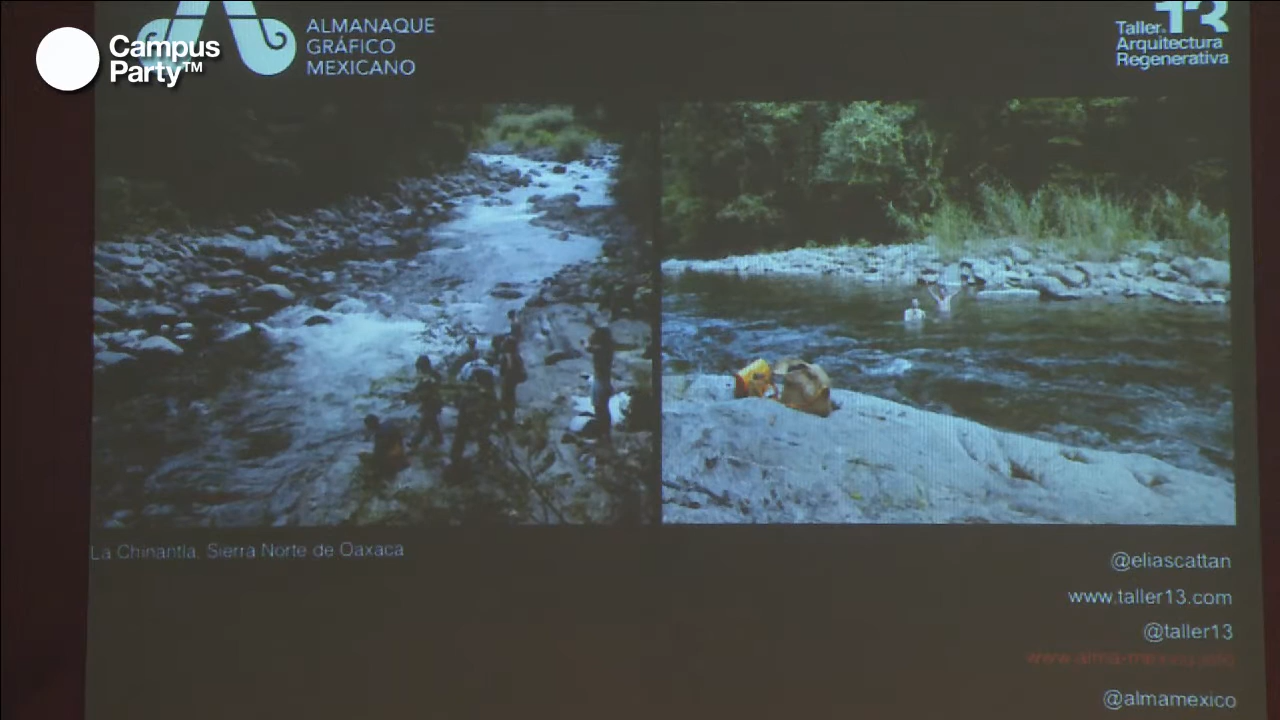 Campus
Party™
ALMANAQUE
GRÁFICO
MEXICANO
13
Taller.
Arquitectura
Regenerativa
La Chinantla, Sierra Norte de Oaxaca
@eliascattan
www.taller13.com
@taller13
@almamexico